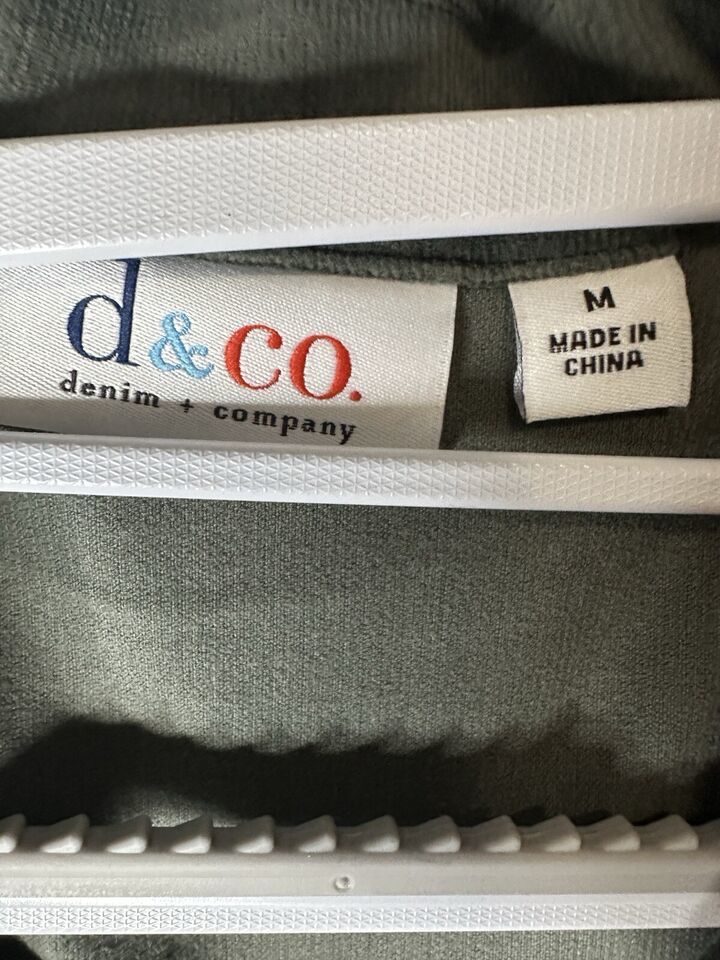 d&co.
denim + company
M
MADE IN
CHINA